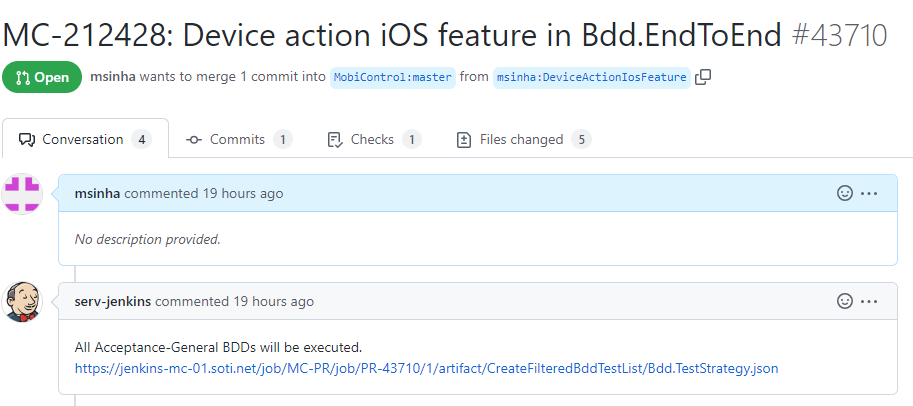 MC-212428: Device action iOS feature in Bdd.EndToEnd #43710
Open msinha wants to merge 1 commit into MobiControl:master from msinha:DeviceActionIosFeature
Conversation 4 Commits 1 Checks 1 Files changed 5
msinha commented 19 hours ago
No description provided.
serv-jenkins commented 19 hours ago
All Acceptance-General BDDs will be executed.
https://jenkins-mc-01.soti.net/job/MC-PR/job/PR-43710/1/artifact/CreateFilteredBddTestList/Bdd.TestStrategy.json